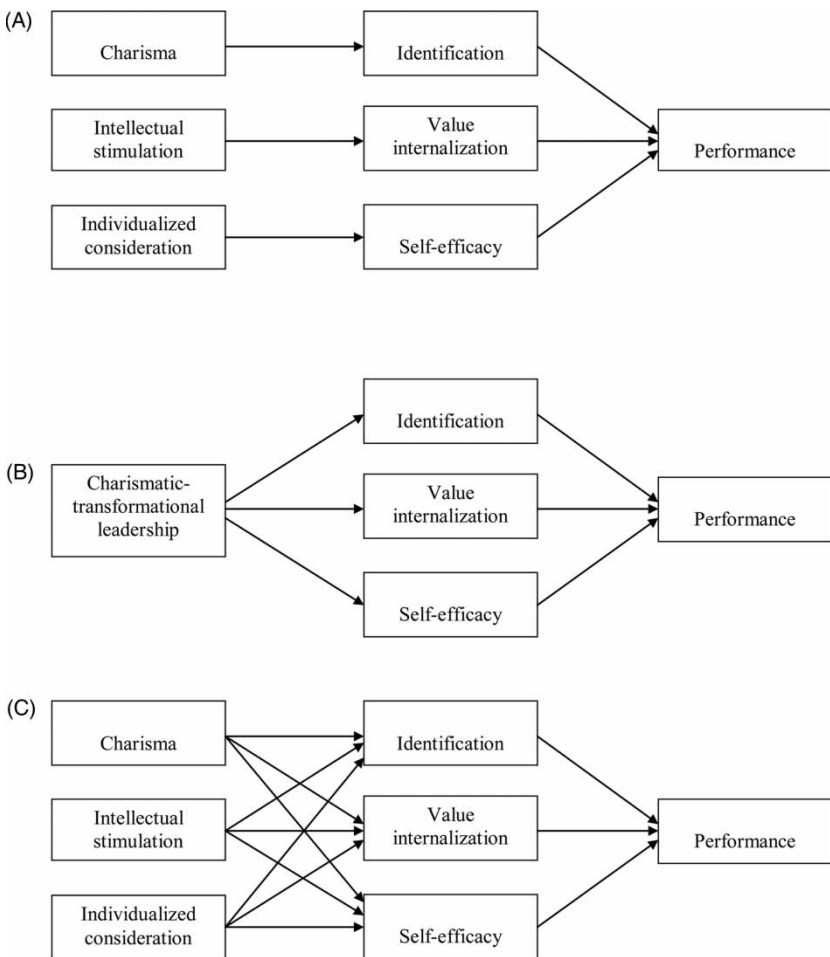 (A)
Charisma
Identification
Intellectual
stimulation
Value
internalization
Performance
Individualized
consideration
Self-efficacy
(B)
Charismatic-
transformational
leadership
Identification
Value
internalization
Performance
Self-efficacy
(C)
Charisma
Identification
Intellectual
stimulation
Value
internalization
Performance
Individualized
consideration
Self-efficacy